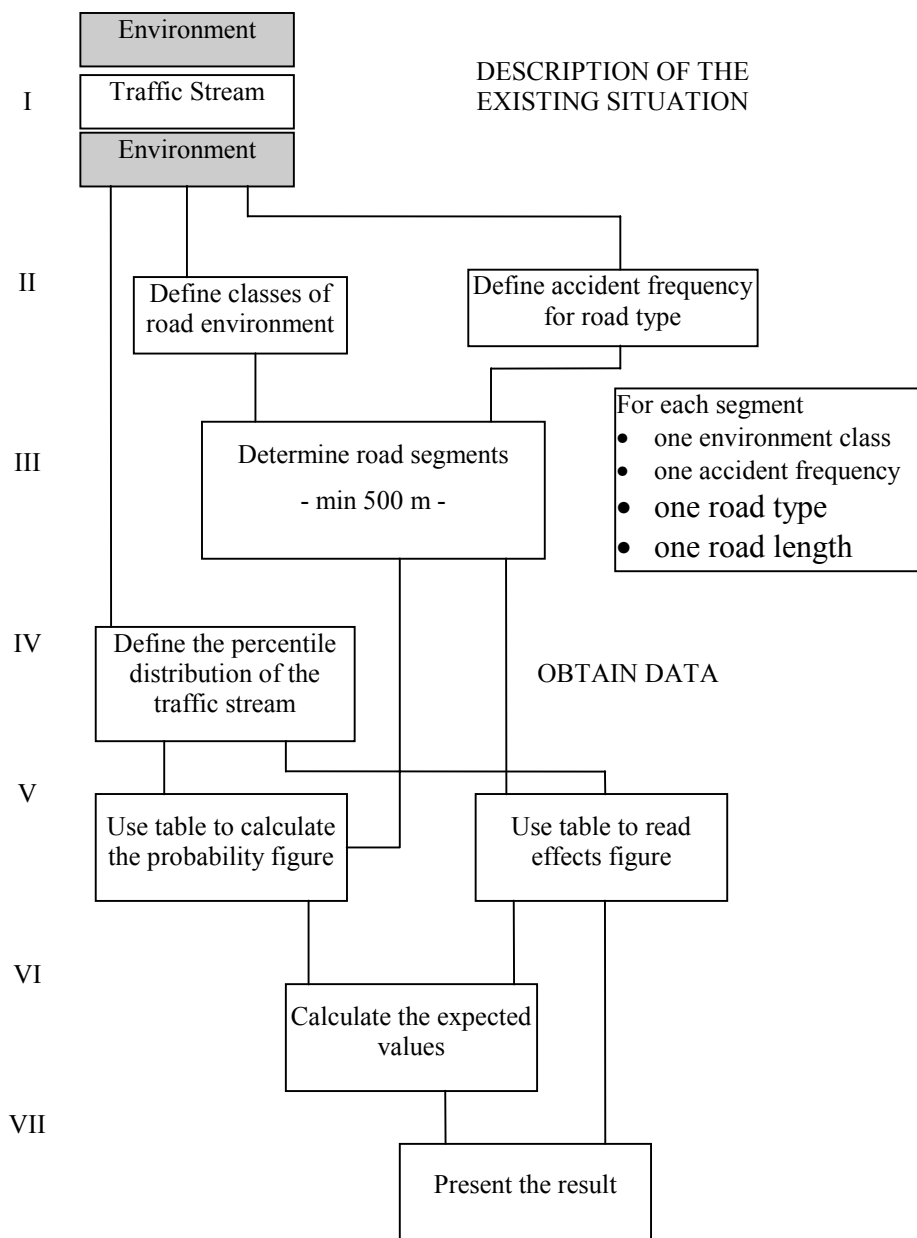 Environment
I
Traffic Stream
DESCRIPTION OF THE
EXISTING SITUATION
Environment
II
Define classes of
road environment
Define accident frequency
for road type
For each segment
• one environment class
• one accident frequency
• one road type
• one road length
III
Determine road segments
- min 500 m -
IV
Define the percentile
distribution of the
traffic stream
OBTAIN DATA
V
Use table to calculate
the probability figure
Use table to read
effects figure
VI
Calculate the expected
values
VII
Present the result